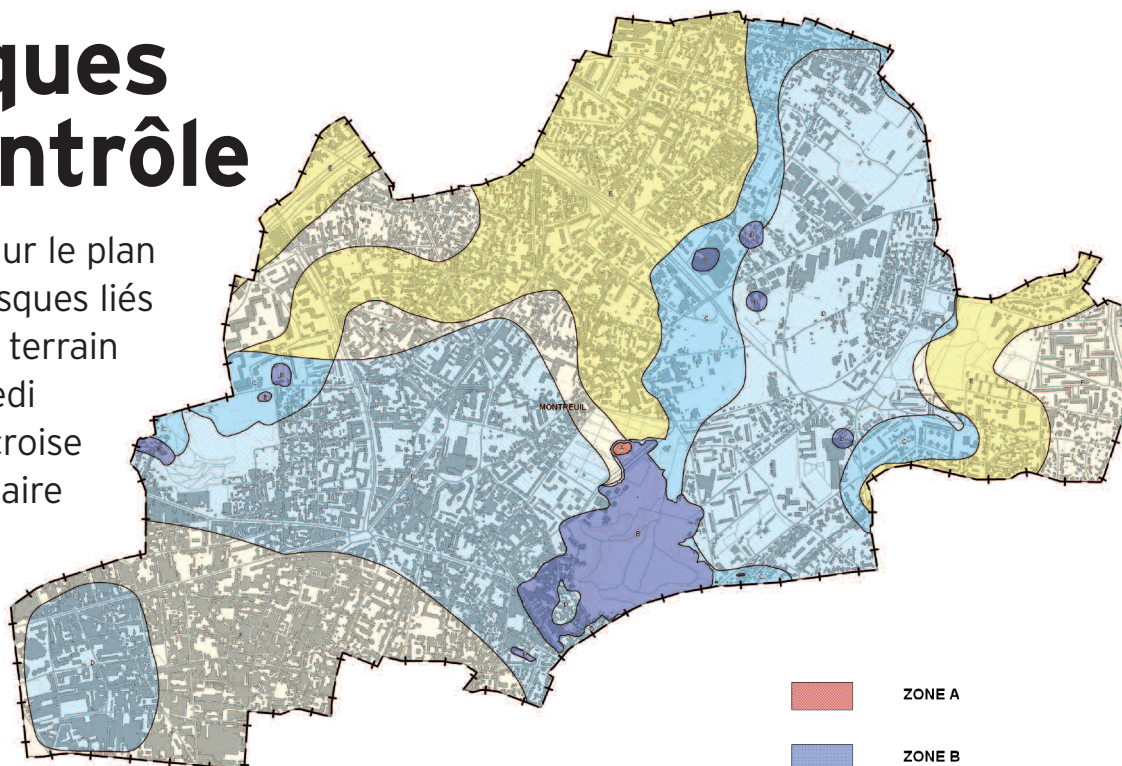 ques
ntrôle
ur le plan
sques liés
terrain
edi
croise
aire
MONTREUIL
ZONE A
ZONE B